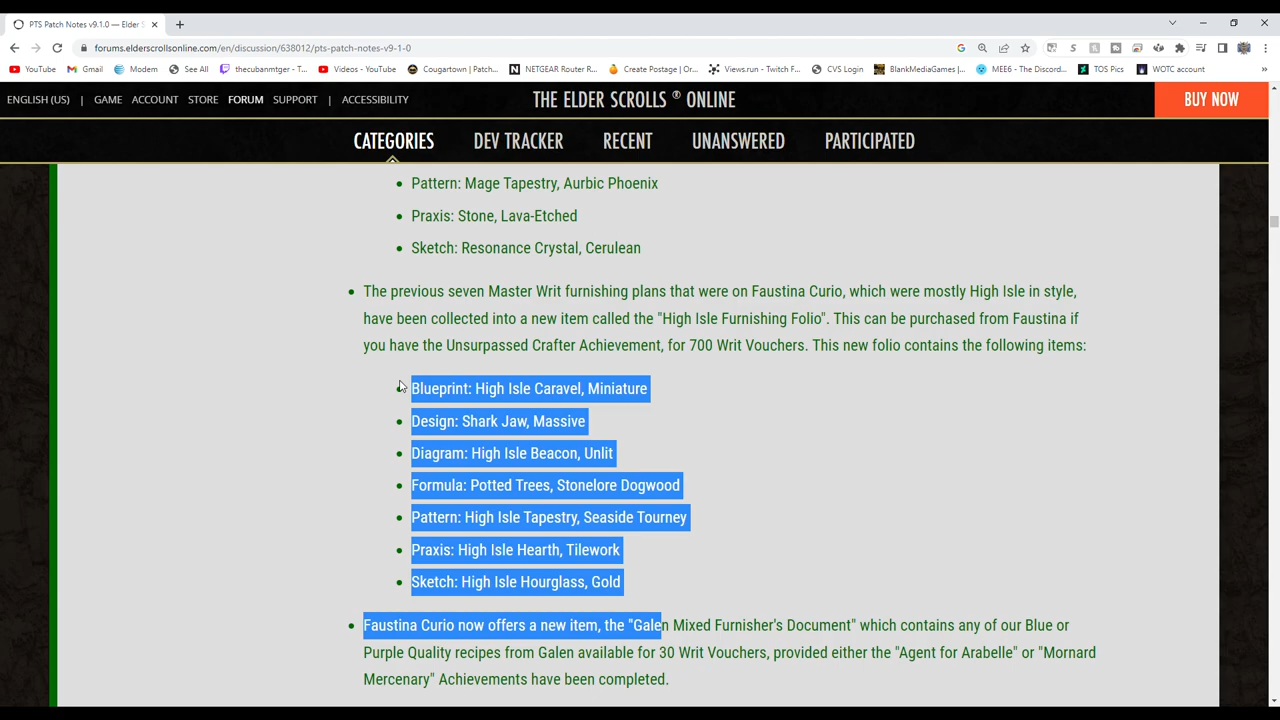 PTS Patch Notes v9.1.0 — Elder S
forums.elderscrollsonline.com/en/discussion/638012/pts-patch-notes-v9-1-0
YouTube
Gmail
Modem
See All
thecubanmtger - T...
Videos - YouTube
Cougartown | Patch...
NETGEAR Router R...
Create Postage | Or...
Views.run - Twitch F...
CVS Login
BlankMediaGames |...
MEE6 - The Discord...
TOS Pics
WOTC account
»
ENGLISH (US) | GAME ACCOUNT STORE FORUM SUPPORT | ACCESSIBILITY
THE ELDER SCROLLS ® ONLINE
BUY NOW
CATEGORIES DEV TRACKER RECENT UNANSWERED PARTICIPATED
• Pattern: Mage Tapestry, Aurbic Phoenix
• Praxis: Stone, Lava-Etched
• Sketch: Resonance Crystal, Cerulean
• The previous seven Master Writ furnishing plans that were on Faustina Curio, which were mostly High Isle in style,
have been collected into a new item called the "High Isle Furnishing Folio". This can be purchased from Faustina if
you have the Unsurpassed Crafter Achievement, for 700 Writ Vouchers. This new folio contains the following items:
• Blueprint: High Isle Caravel, Miniature
• Design: Shark Jaw, Massive
• Diagram: High Isle Beacon, Unlit
• Formula: Potted Trees, Stonelore Dogwood
• Pattern: High Isle Tapestry, Seaside Tourney
• Praxis: High Isle Hearth, Tilework
• Sketch: High Isle Hourglass, Gold
• Faustina Curio now offers a new item, the "Galen Mixed Furnisher's Document" which contains any of our Blue or
Purple Quality recipes from Galen available for 30 Writ Vouchers, provided either the "Agent for Arabelle" or "Mornard
Mercenary" Achievements have been completed.